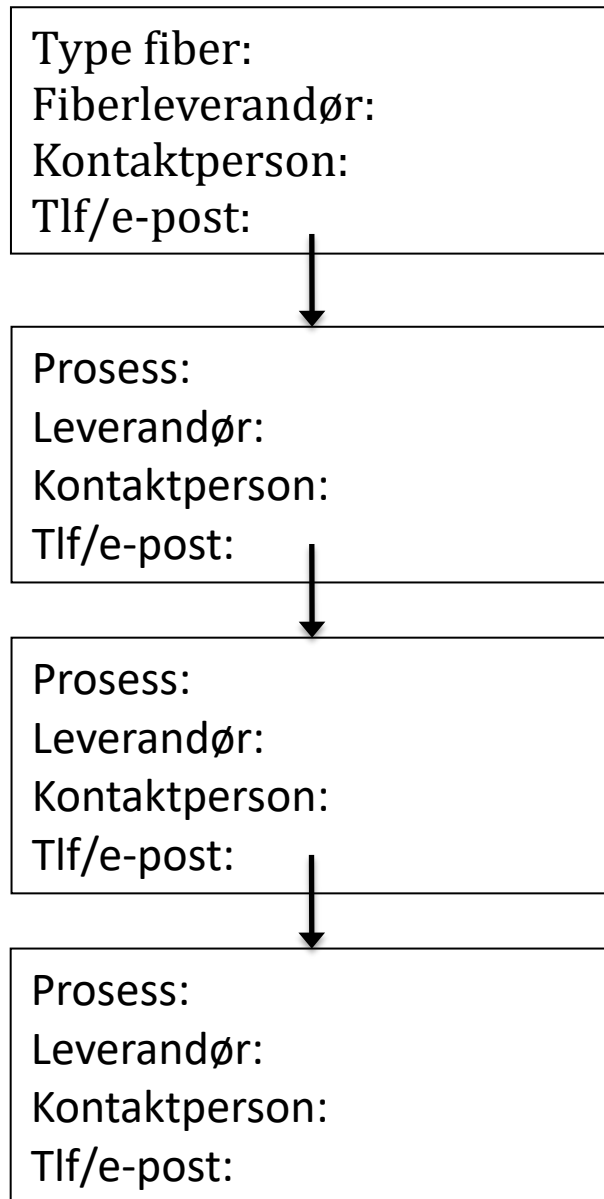 Type fiber:
Fiberleverandør:
Kontaktperson:
Tlf/e-post:
Prosess:
Leverandør:
Kontaktperson:
Tlf/e-post:
Prosess:
Leverandør:
Kontaktperson:
Tlf/e-post:
Prosess:
Leverandør:
Kontaktperson:
Tlf/e-post: